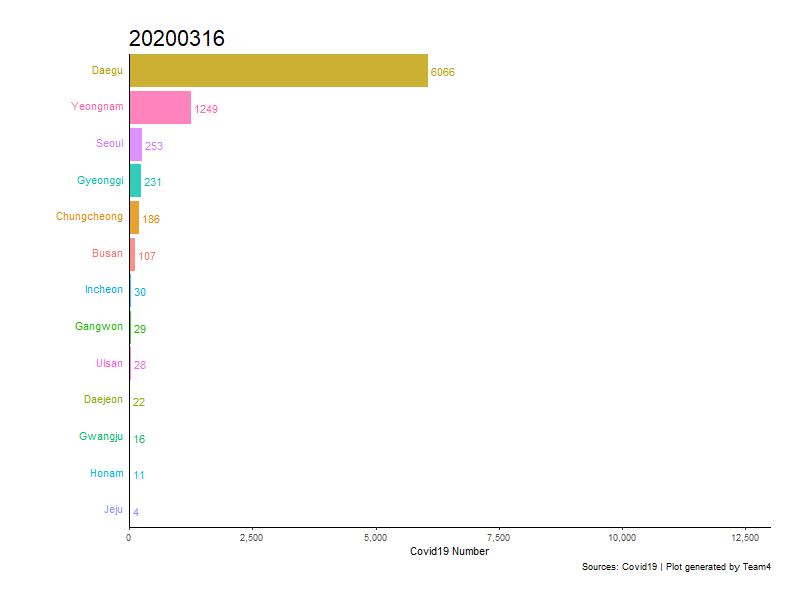 20200316
Daegu 6066
Yeongnam 1249
Seoul 253
Gyeonggi 231
Chungcheong 186
Busan 107
Incheon 30
Gangwon 29
Ulsan 28
Daejeon 22
Gwangju 16
Honam 11
Jeju 4
0 2,500 5,000 7,500 10,000 12,500
Covid19 Number
Sources: Covid19 | Plot generated by Team4